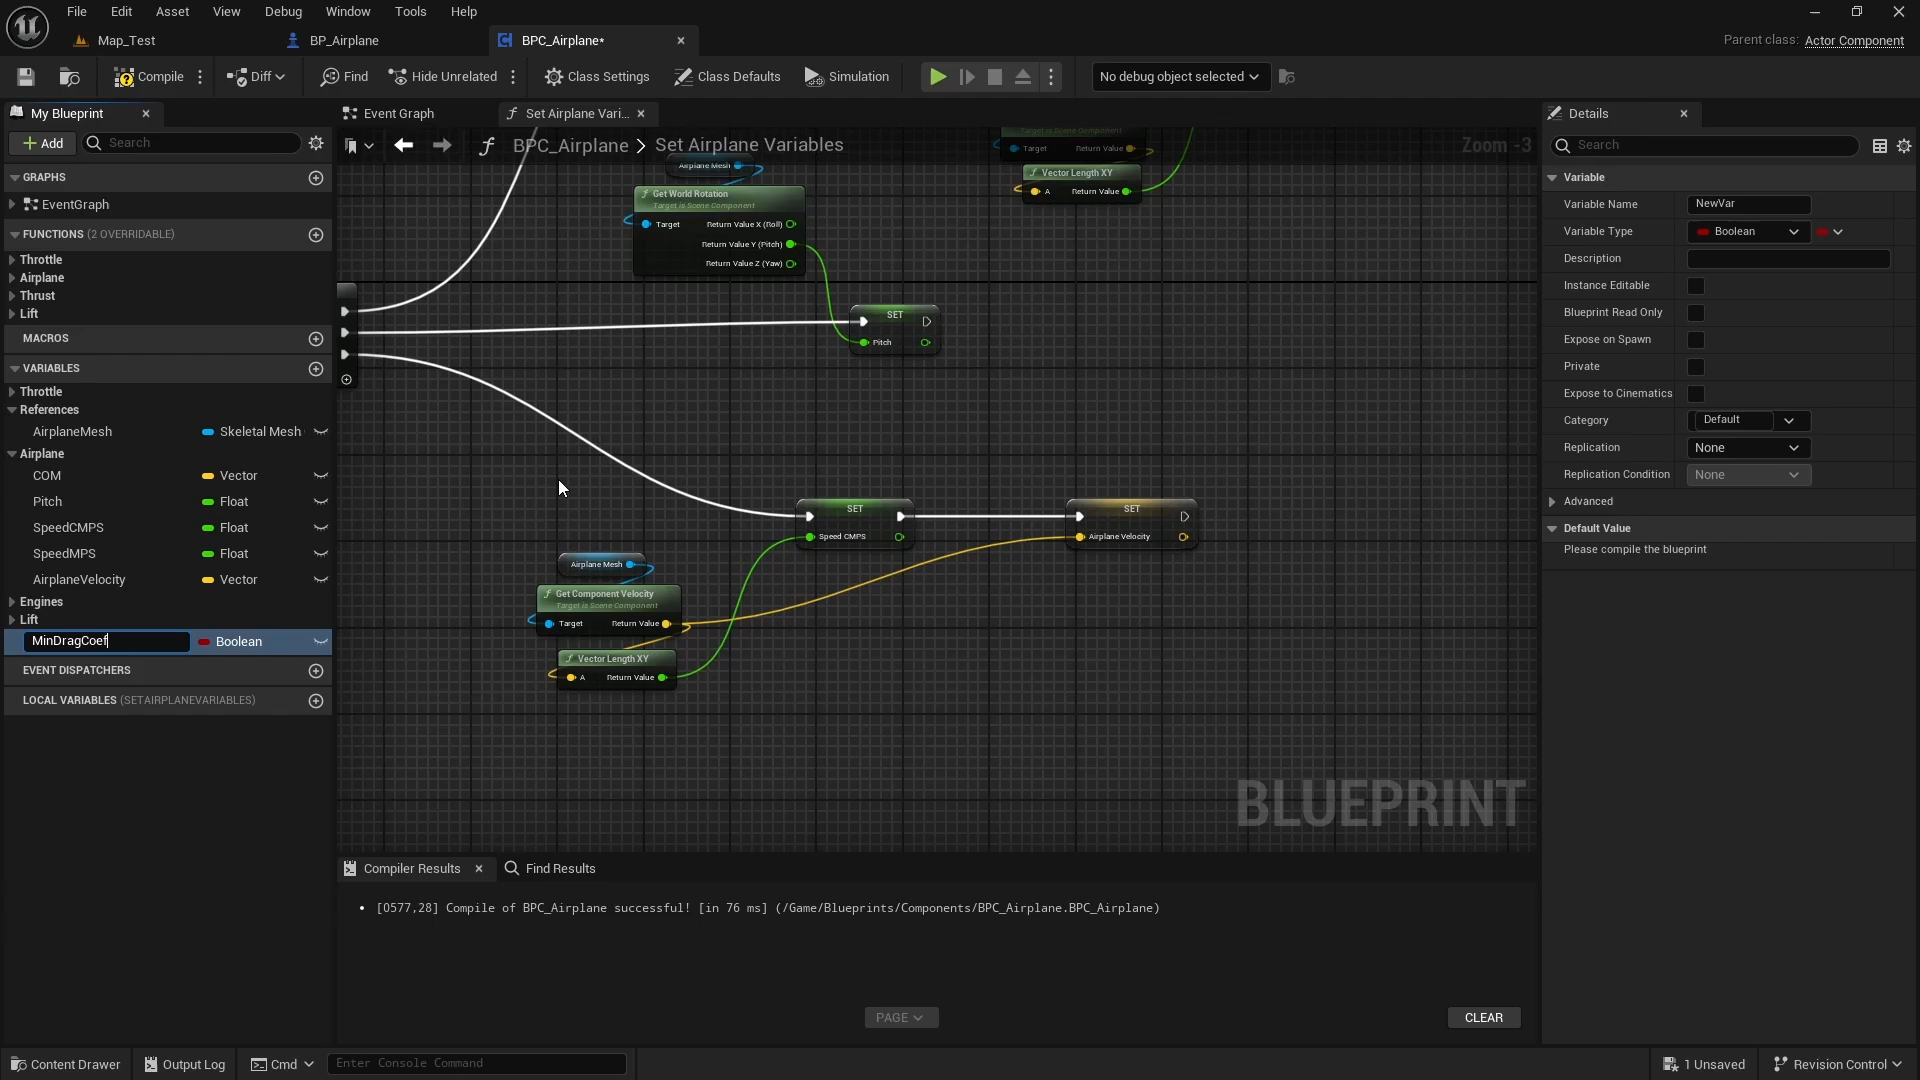 File Edit Asset View Debug Window Tools Help
Map_Test BP_Airplane BPC_Airplane*
Parent class: Actor Component
Compile Diff Find Hide Unrelated Class Settings Class Defaults Simulation No debug object selected
My Blueprint
Add Search
GRAPHS
EventGraph
FUNCTIONS (2 OVERRIDABLE)
Throttle
Airplane
Thrust
Lift
MACROS
VARIABLES
Throttle
References
AirplaneMesh Skeletal Mesh
Airplane
COM Vector
Pitch Float
SpeedCMPS Float
SpeedMPS Float
AirplaneVelocity Vector
Engines
Lift
MinDragCoef Boolean
EVENT DISPATCHERS
LOCAL VARIABLES (SETAIRPLANEVARIABLES)
Event Graph Set Airplane Vari...
BPC_Airplane > Set Airplane Variables
Zoom -3
Target is Scene Component
Target Return Value
Vector Length XY
A Return Value
Airplane Mesh
Get World Rotation
Target is Scene Component
Target Return Value X (Roll)
Return Value Y (Pitch)
Return Value Z (Yaw)
SET
Pitch
SET
Speed CMPS
SET
Airplane Velocity
Airplane Mesh
Get Component Velocity
Target is Scene Component
Target Return Value
Vector Length XY
A Return Value
BLUEPRINT
Compiler Results Find Results
• [0577,28] Compile of BPC_Airplane successful! [in 76 ms] (/Game/Blueprints/Components/BPC_Airplane.BPC_Airplane)
PAGE
CLEAR
Details
Search
Variable
Variable Name NewVar
Variable Type Boolean
Description
Instance Editable
Blueprint Read Only
Expose on Spawn
Private
Expose to Cinematics
Category Default
Replication None
Replication Condition None
Advanced
Default Value
Please compile the blueprint
Content Drawer Output Log Cmd Enter Console Command
1 Unsaved Revision Control